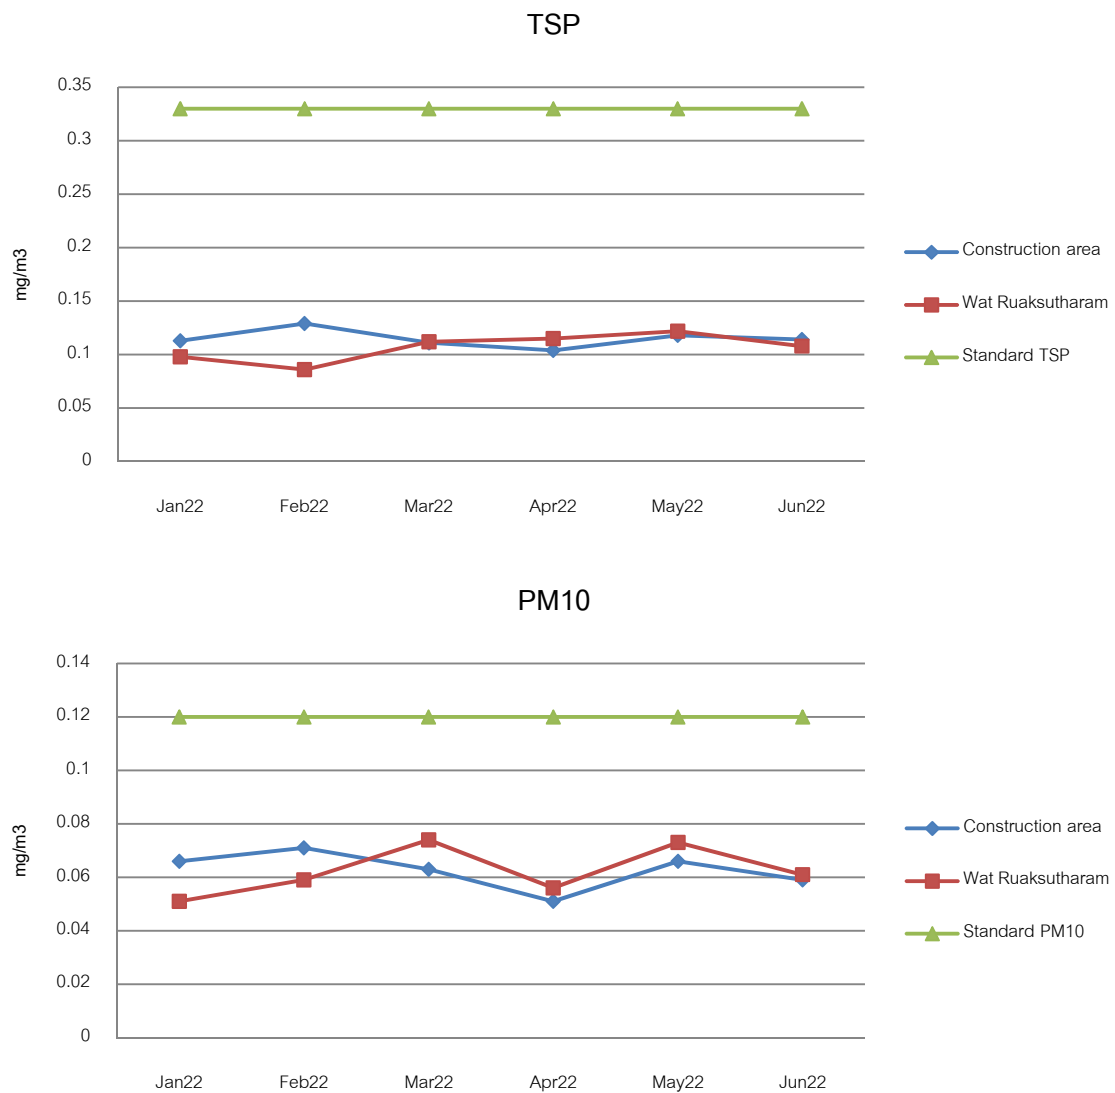 TSP
0.35
0.3
0.25
0.2
0.15
0.1
0.05
0
mg/m3
Jan22 Feb22 Mar22 Apr22 May22 Jun22
Construction area
Wat Ruaksutharam
Standard TSP
PM10
0.14
0.12
0.1
0.08
0.06
0.04
0.02
0
mg/m3
Jan22 Feb22 Mar22 Apr22 May22 Jun22
Construction area
Wat Ruaksutharam
Standard PM10